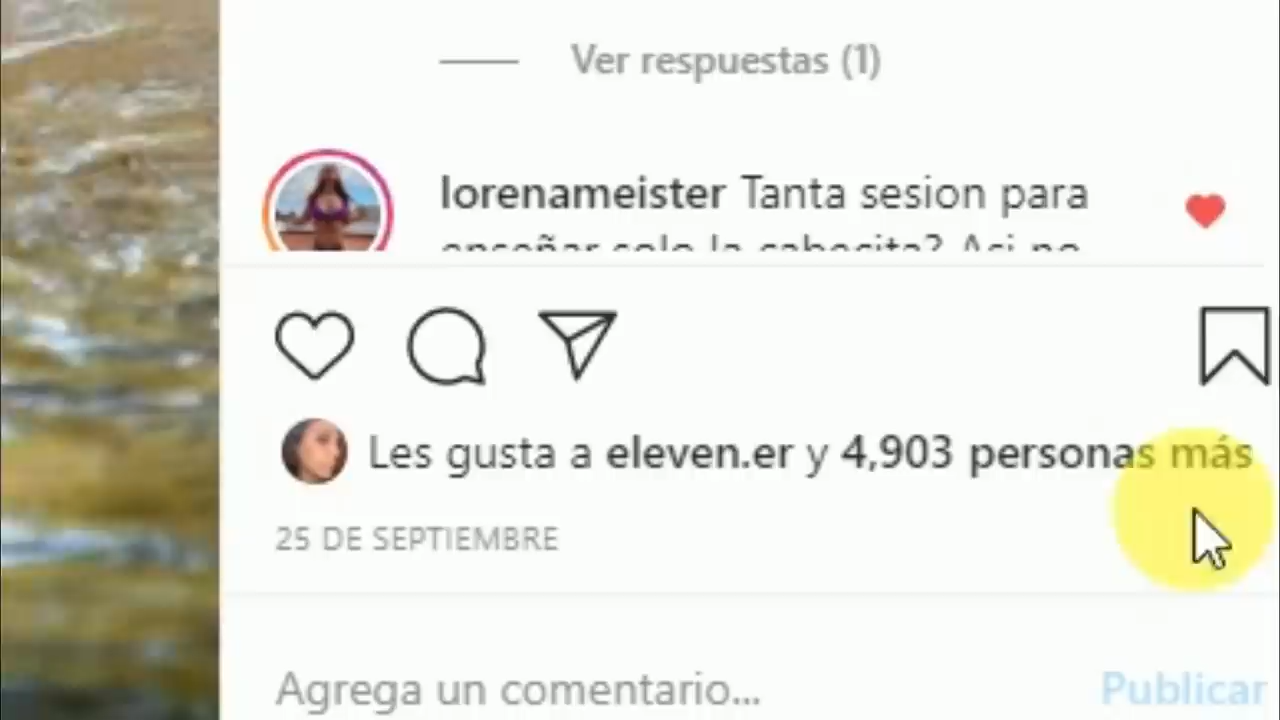 Ver respuestas (1)
lorenameister Tanta sesion para
enseñar solo la cabecita? Asi no
Les gusta a eleven.er y 4,903 personas más
25 DE SEPTIEMBRE
Agrega un comentario...
Publicar